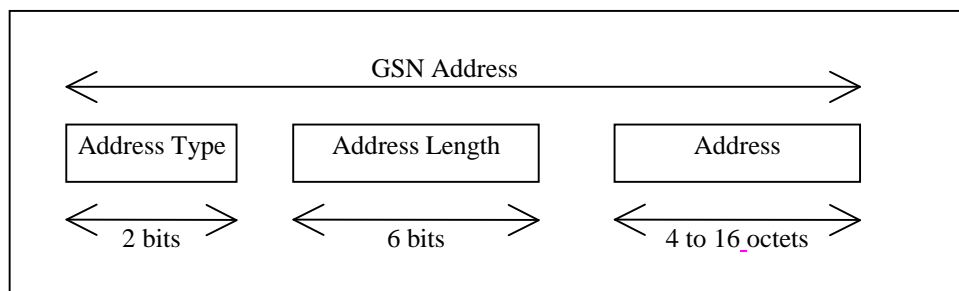 GSN Address
Address Type Address Length Address
2 bits 6 bits 4 to 16 octets